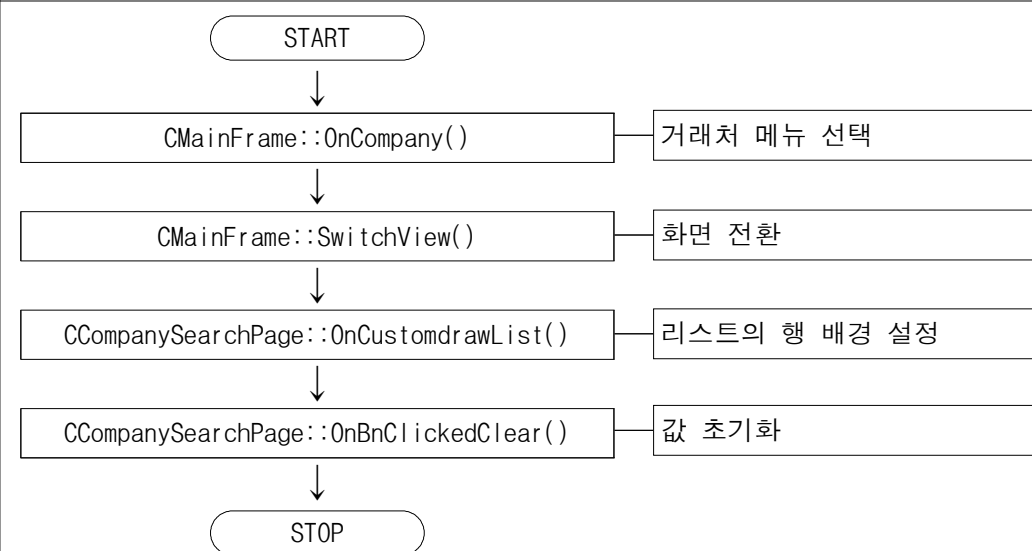 START
CMainFrame::OnCompany()
거래처 메뉴 선택
CMainFrame::SwitchView()
화면 전환
CCompanySearchPage::OnCustomdrawList()
리스트의 행 배경 설정
CCompanySearchPage::OnBnClickedClear()
값 초기화
STOP